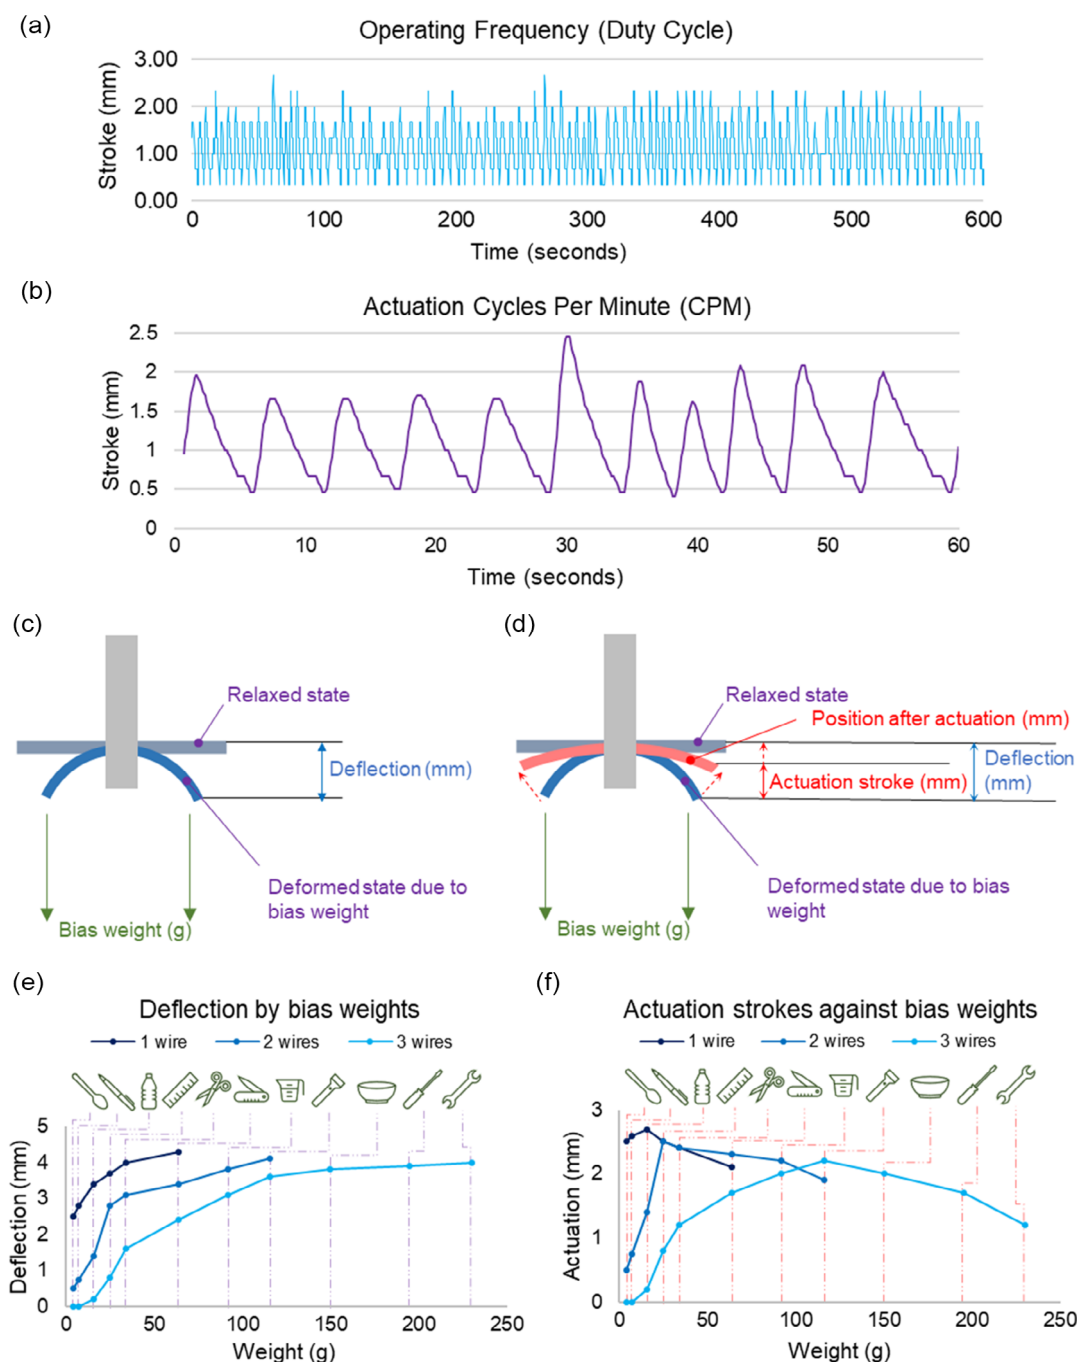 (a)
Operating Frequency (Duty Cycle)
3.00
2.00
1.00
0.00
Stroke (mm)
0 100 200 300 400 500 600
Time (seconds)
(b)
Actuation Cycles Per Minute (CPM)
2.5
2
1.5
1
0.5
0
Stroke (mm)
0 10 20 30 40 50 60
Time (seconds)
(c)
Relaxed state
Deflection (mm)
Deformed state due to
bias weight
Bias weight (g)
(d)
Relaxed state
Position after actuation (mm)
Deflection
(mm)
Actuation stroke (mm)
Deformed state due to bias
weight
Bias weight (g)
(e)
Deflection by bias weights
1 wire 2 wires 3 wires
5
4
3
2
1
0
Deflection (mm)
0 50 100 150 200 250
Weight (g)
(f)
Actuation strokes against bias weights
1 wire 2 wires 3 wires
3
2
1
0
Actuation (mm)
0 50 100 150 200 250
Weight (g)